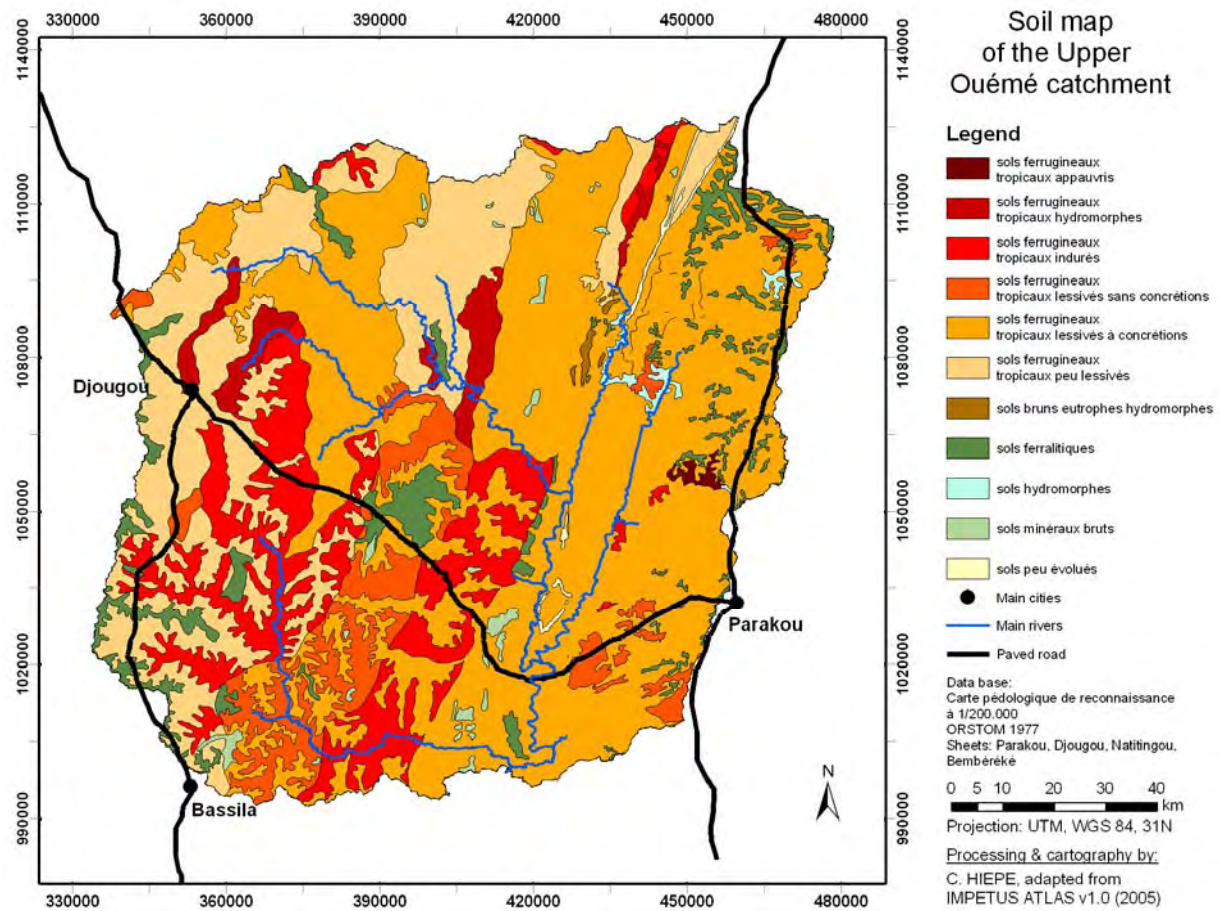 330000 360000 390000 420000 450000 480000
1140000 1140000
1110000 1110000
1080000 1080000
1050000 1050000
1020000 1020000
990000 990000
Djougou
Parakou
Bassila
N
330000 360000 390000 420000 450000 480000
Soil map
of the Upper
Ouémé catchment
Legend
sols ferrugineaux
tropicaux appauvris
sols ferrugineaux
tropicaux hydromorphes
sols ferrugineaux
tropicaux indurés
sols ferrugineaux
tropicaux lessivés sans concrétions
sols ferrugineaux
tropicaux lessivés à concrétions
sols ferrugineaux
tropicaux peu lessivés
sols bruns eutrophes hydromorphes
sols ferralitiques
sols hydromorphes
sols minéraux bruts
sols peu évolués
Main cities
Main rivers
Paved road
Data base:
Carte pédologique de reconnaissance
à 1/200.000
ORSTOM 1977
Sheets: Parakou, Djougou, Natitingou,
Bembéréké
0 5 10 20 30 40
km
Projection: UTM, WGS 84, 31N
Processing & cartography by:
C. HIEPE, adapted from
IMPETUS ATLAS v1.0 (2005)